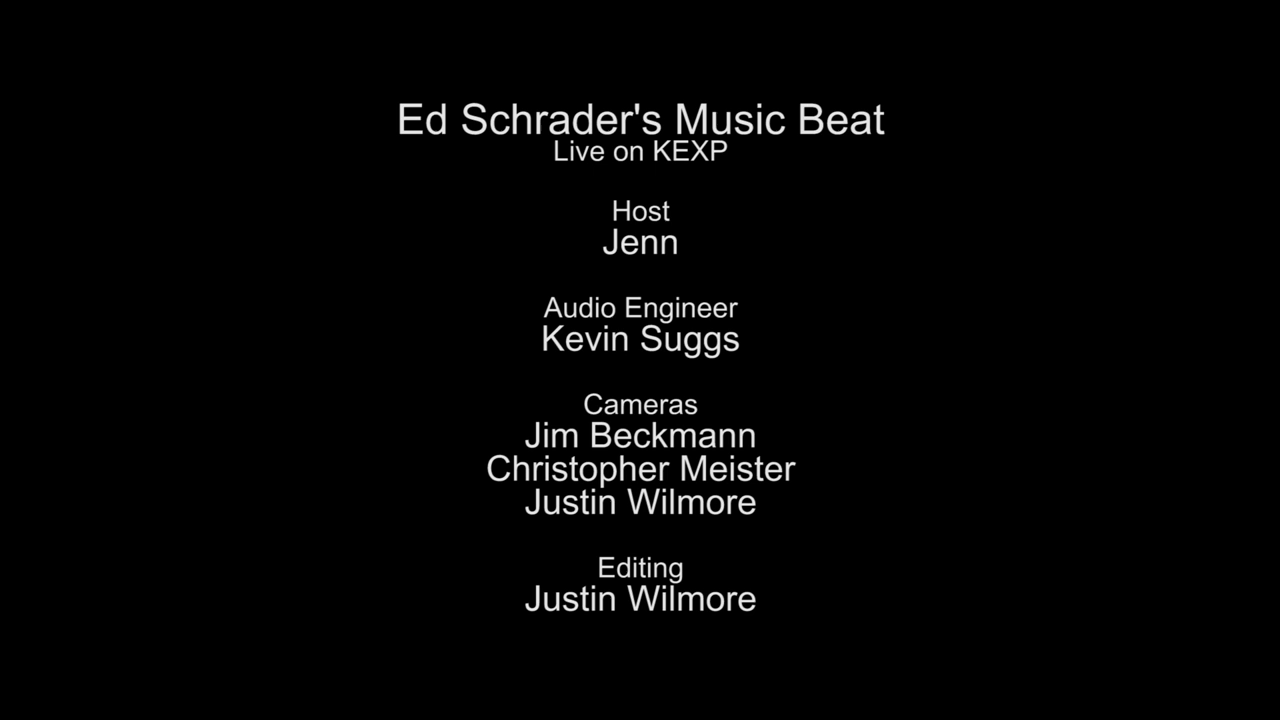 Ed Schrader's Music Beat
Live on KEXP
Host
Jenn
Audio Engineer
Kevin Suggs
Cameras
Jim Beckmann
Christopher Meister
Justin Wilmore
Editing
Justin Wilmore